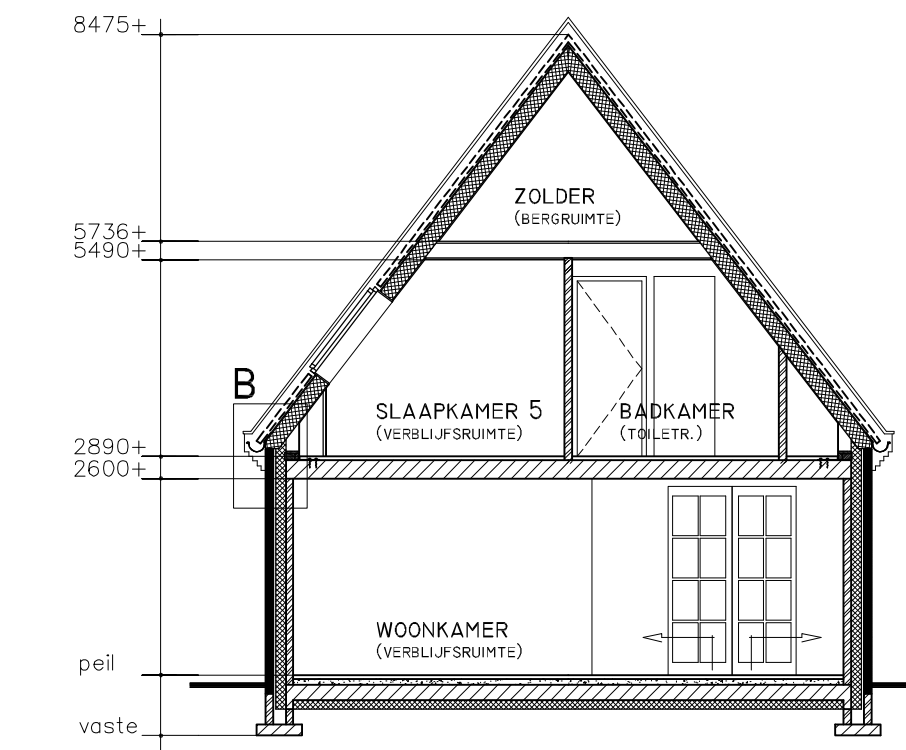 8475+
ZOLDER
(BERGRUIMTE)
5736+
5490+
B
SLAAPKAMER 5
(VERBLIJFSRUIMTE)
BADKAMER
(TOILETR.)
2890+
2600+
WOONKAMER
(VERBLIJFSRUIMTE)
peil
vaste